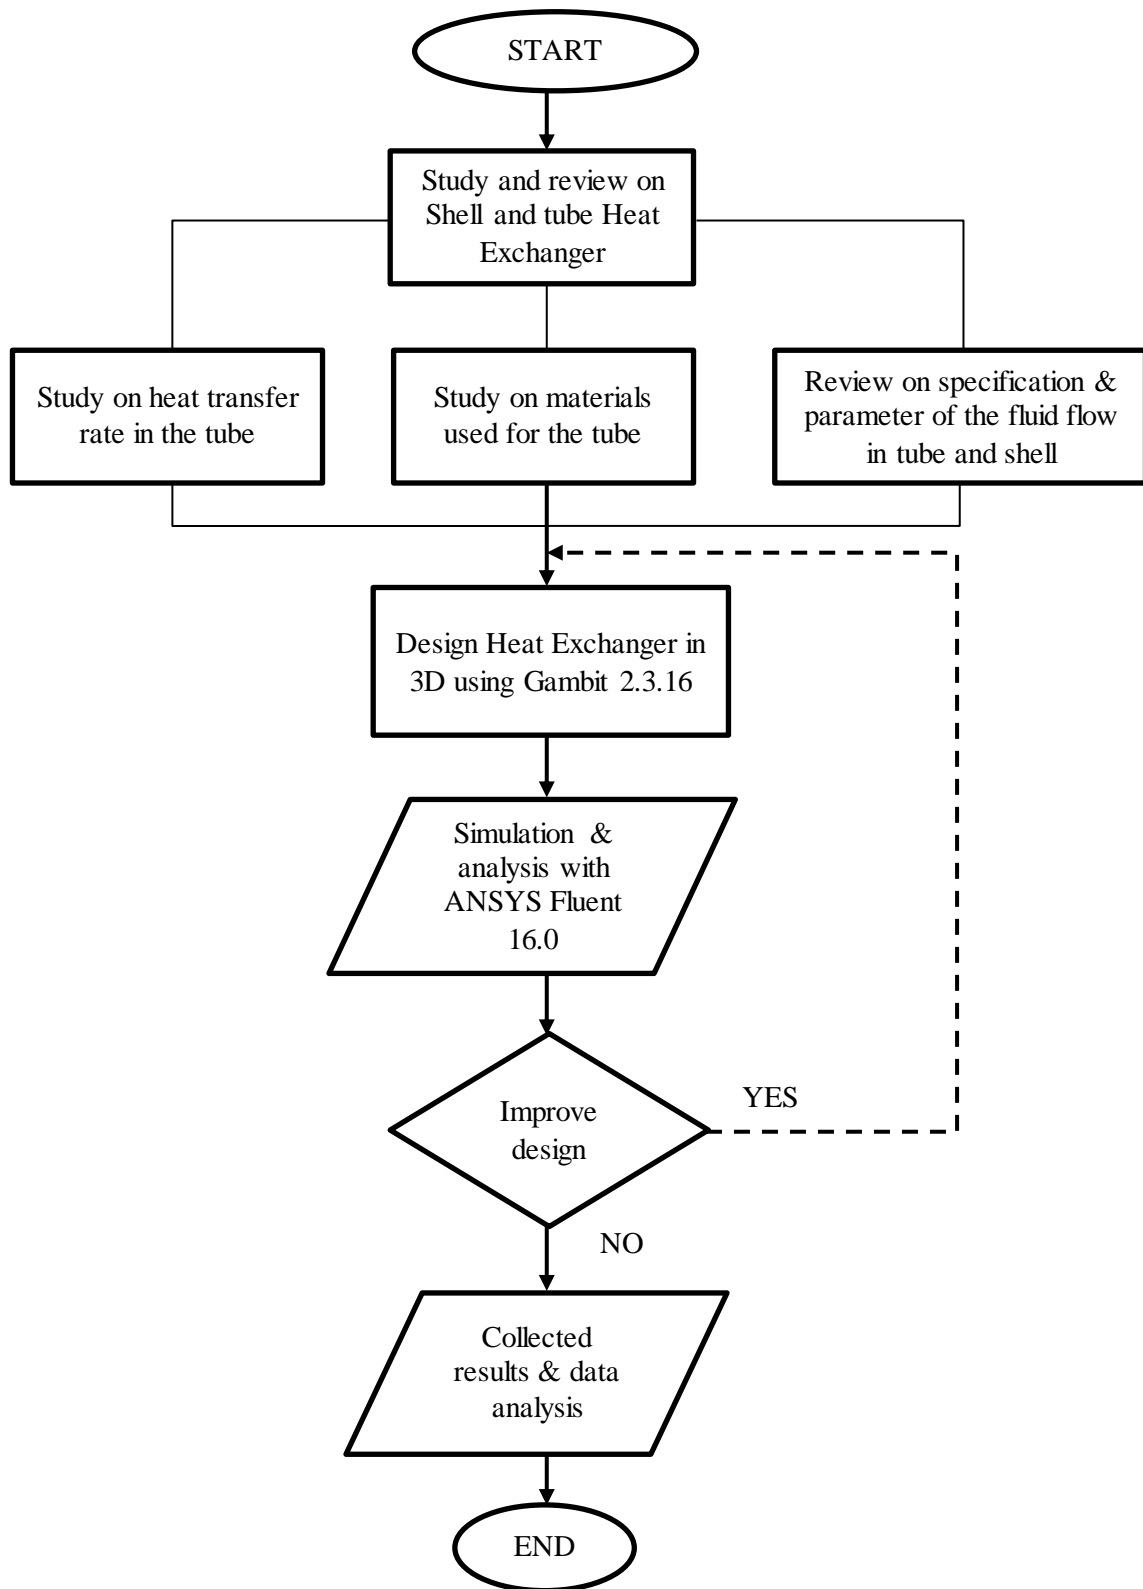 START
Study and review on
Shell and tube Heat
Exchanger
Study on heat transfer
rate in the tube
Study on materials
used for the tube
Review on specification &
parameter of the fluid flow
in tube and shell
Design Heat Exchanger in
3D using Gambit 2.3.16
Simulation &
analysis with
ANSYS Fluent
16.0
Improve
design
YES
NO
Collected
results & data
analysis
END